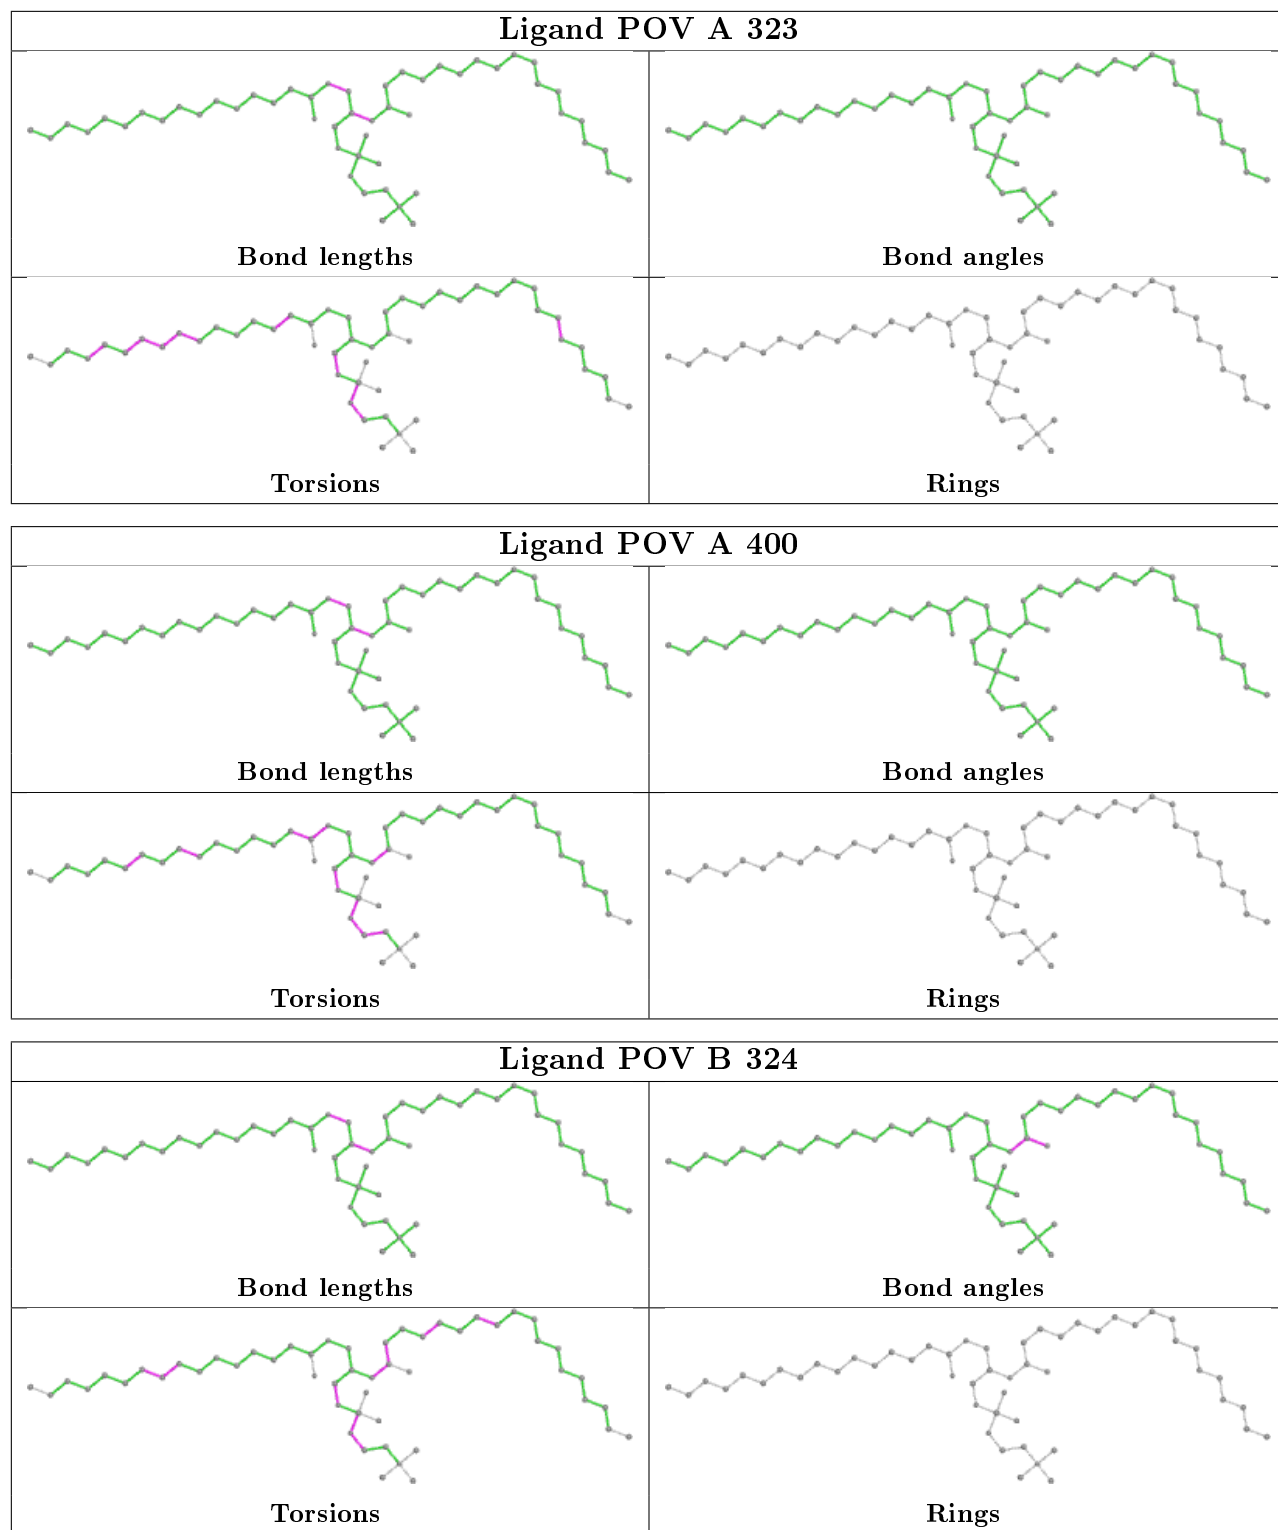 Ligand POV A 323
Bond lengths
Bond angles
Torsions
Rings
Ligand POV A 400
Bond lengths
Bond angles
Torsions
Rings
Ligand POV B 324
Bond lengths
Bond angles
Torsions
Rings